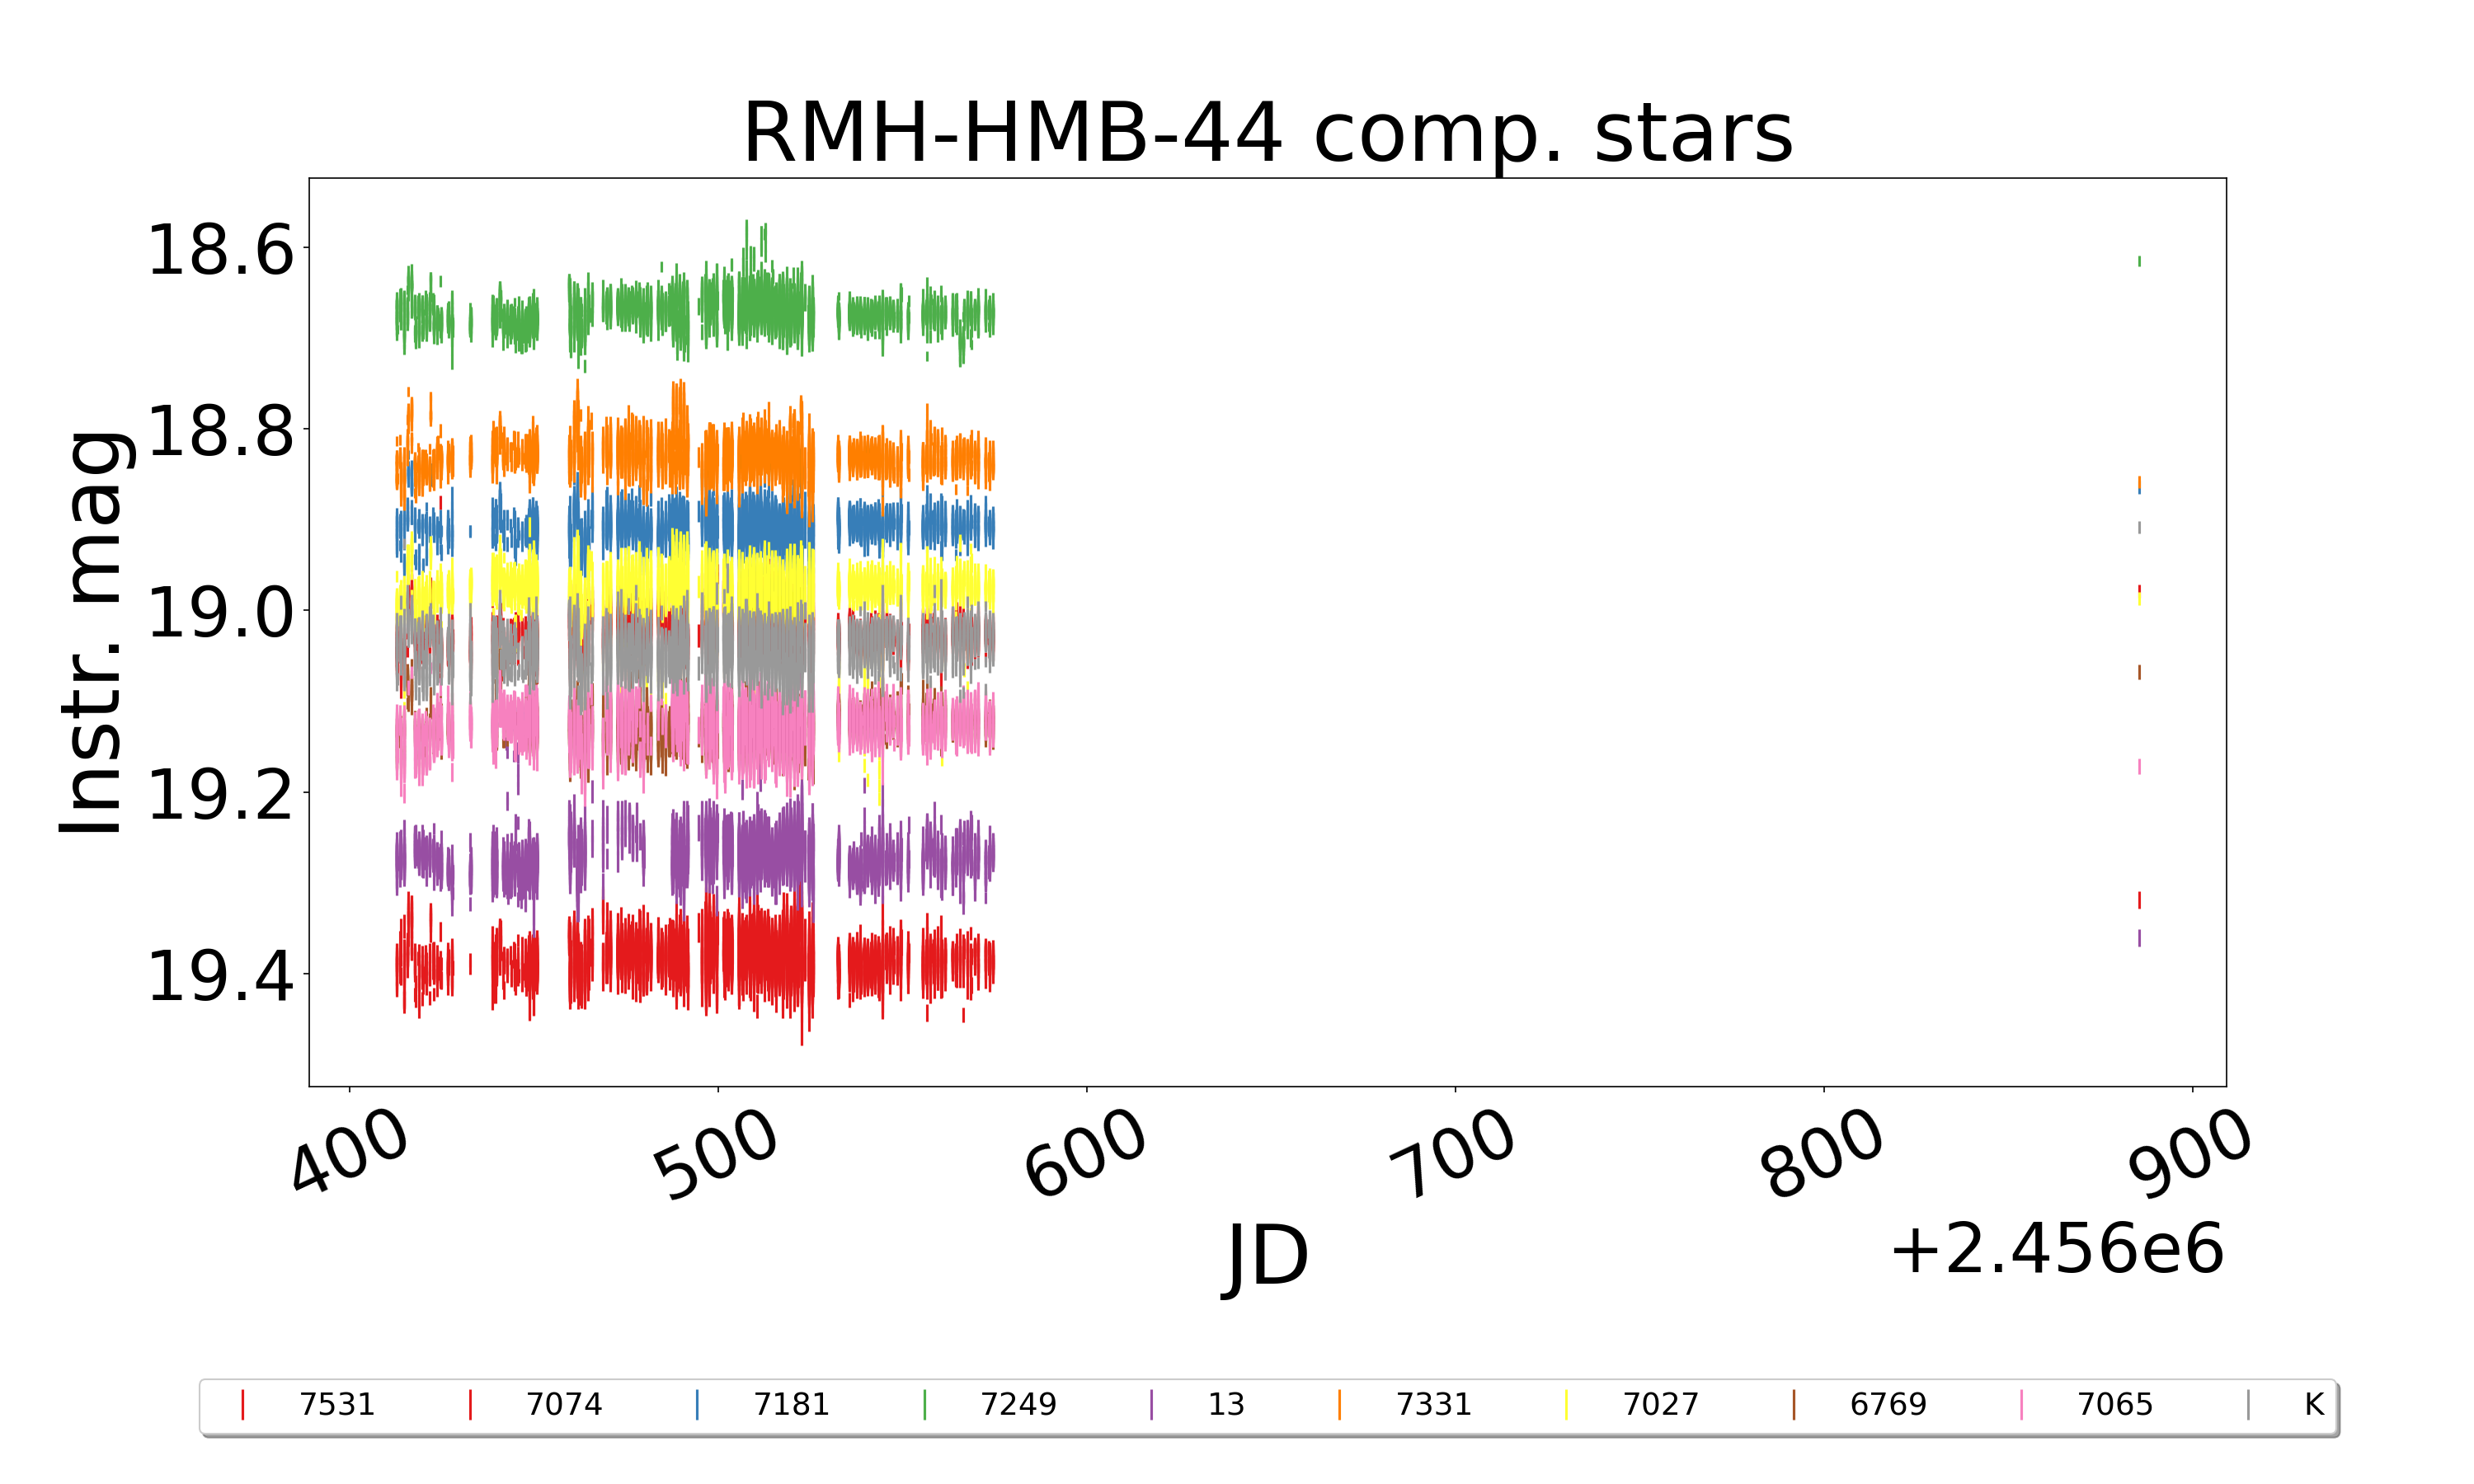 RMH-HMB-44 comp. stars
Instr. mag
18.6
18.8
19.0
19.2
19.4
400 500 600 700 800 900
JD
+2.456e6
7531 7074 7181 7249 13 7331 7027 6769 7065 K